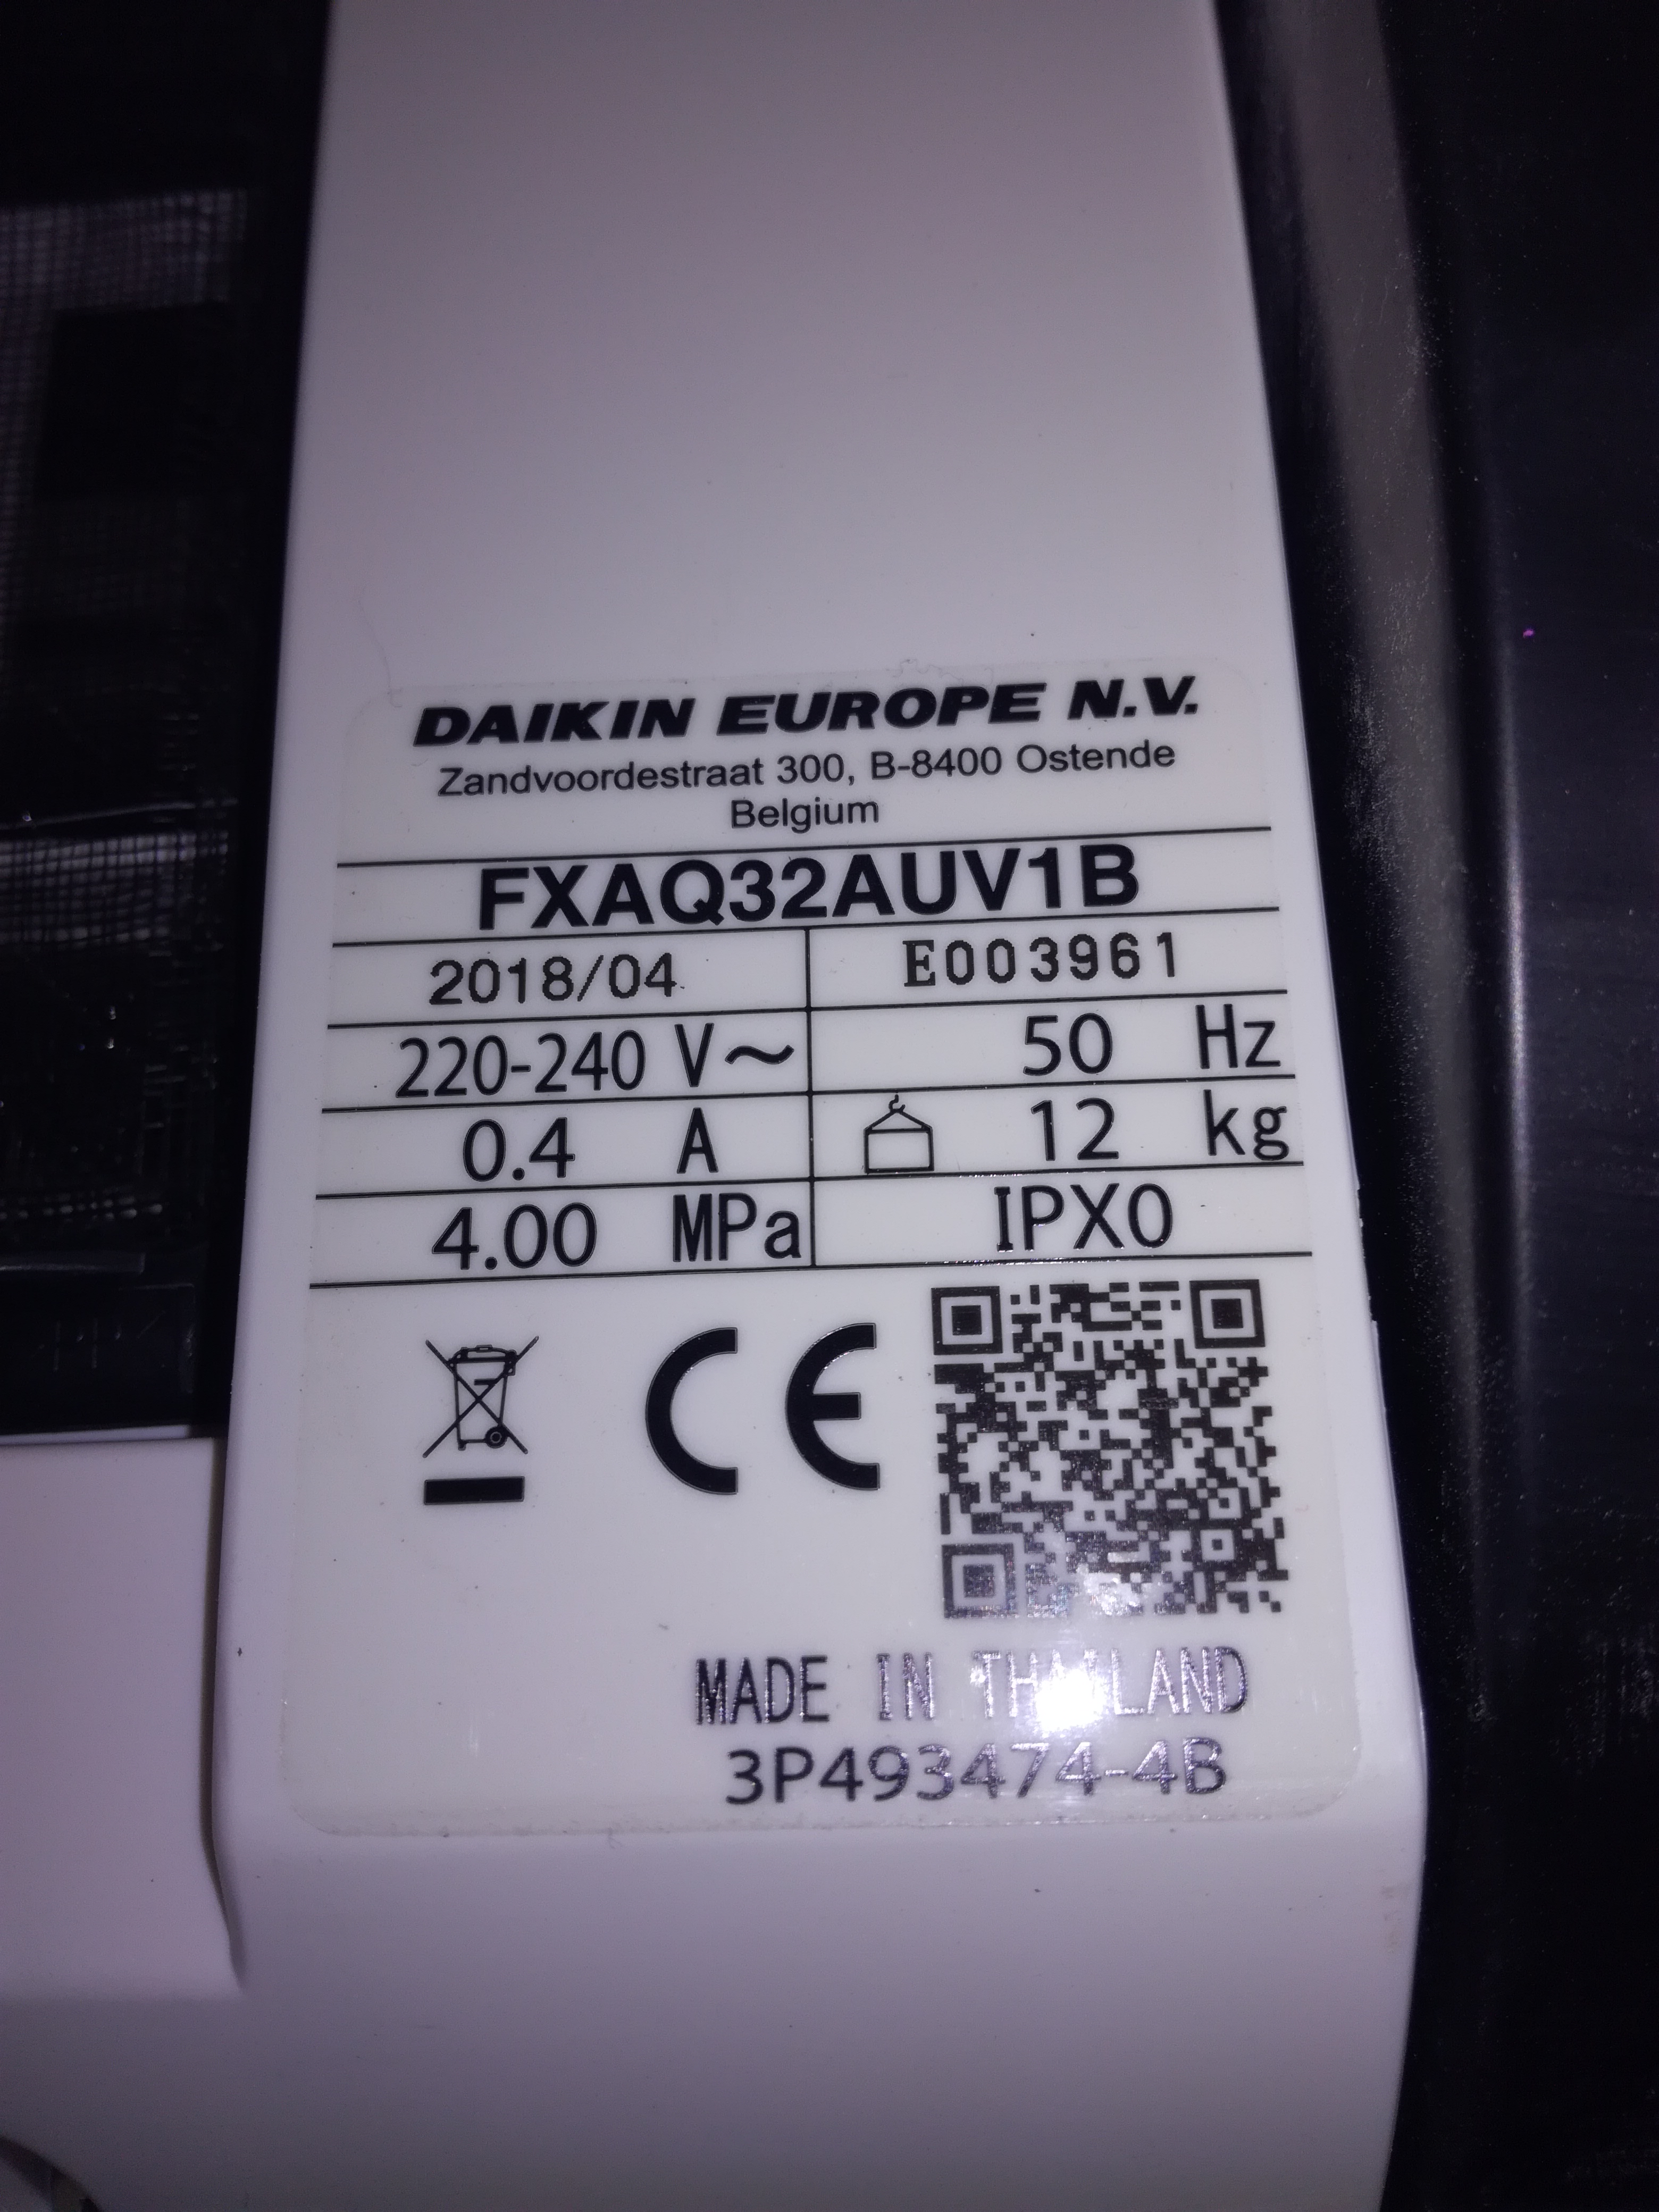 DAIKIN EUROPE N.V.
Zandvoordestraat 300, B-8400 Ostende
Belgium
FXAQ32AUV1B
2018/04 E003961
220-240 V~ 50 Hz
0.4 A 12 kg
4.00 MPa IPX0
CE
MADE IN THAILAND
3P493474-4B